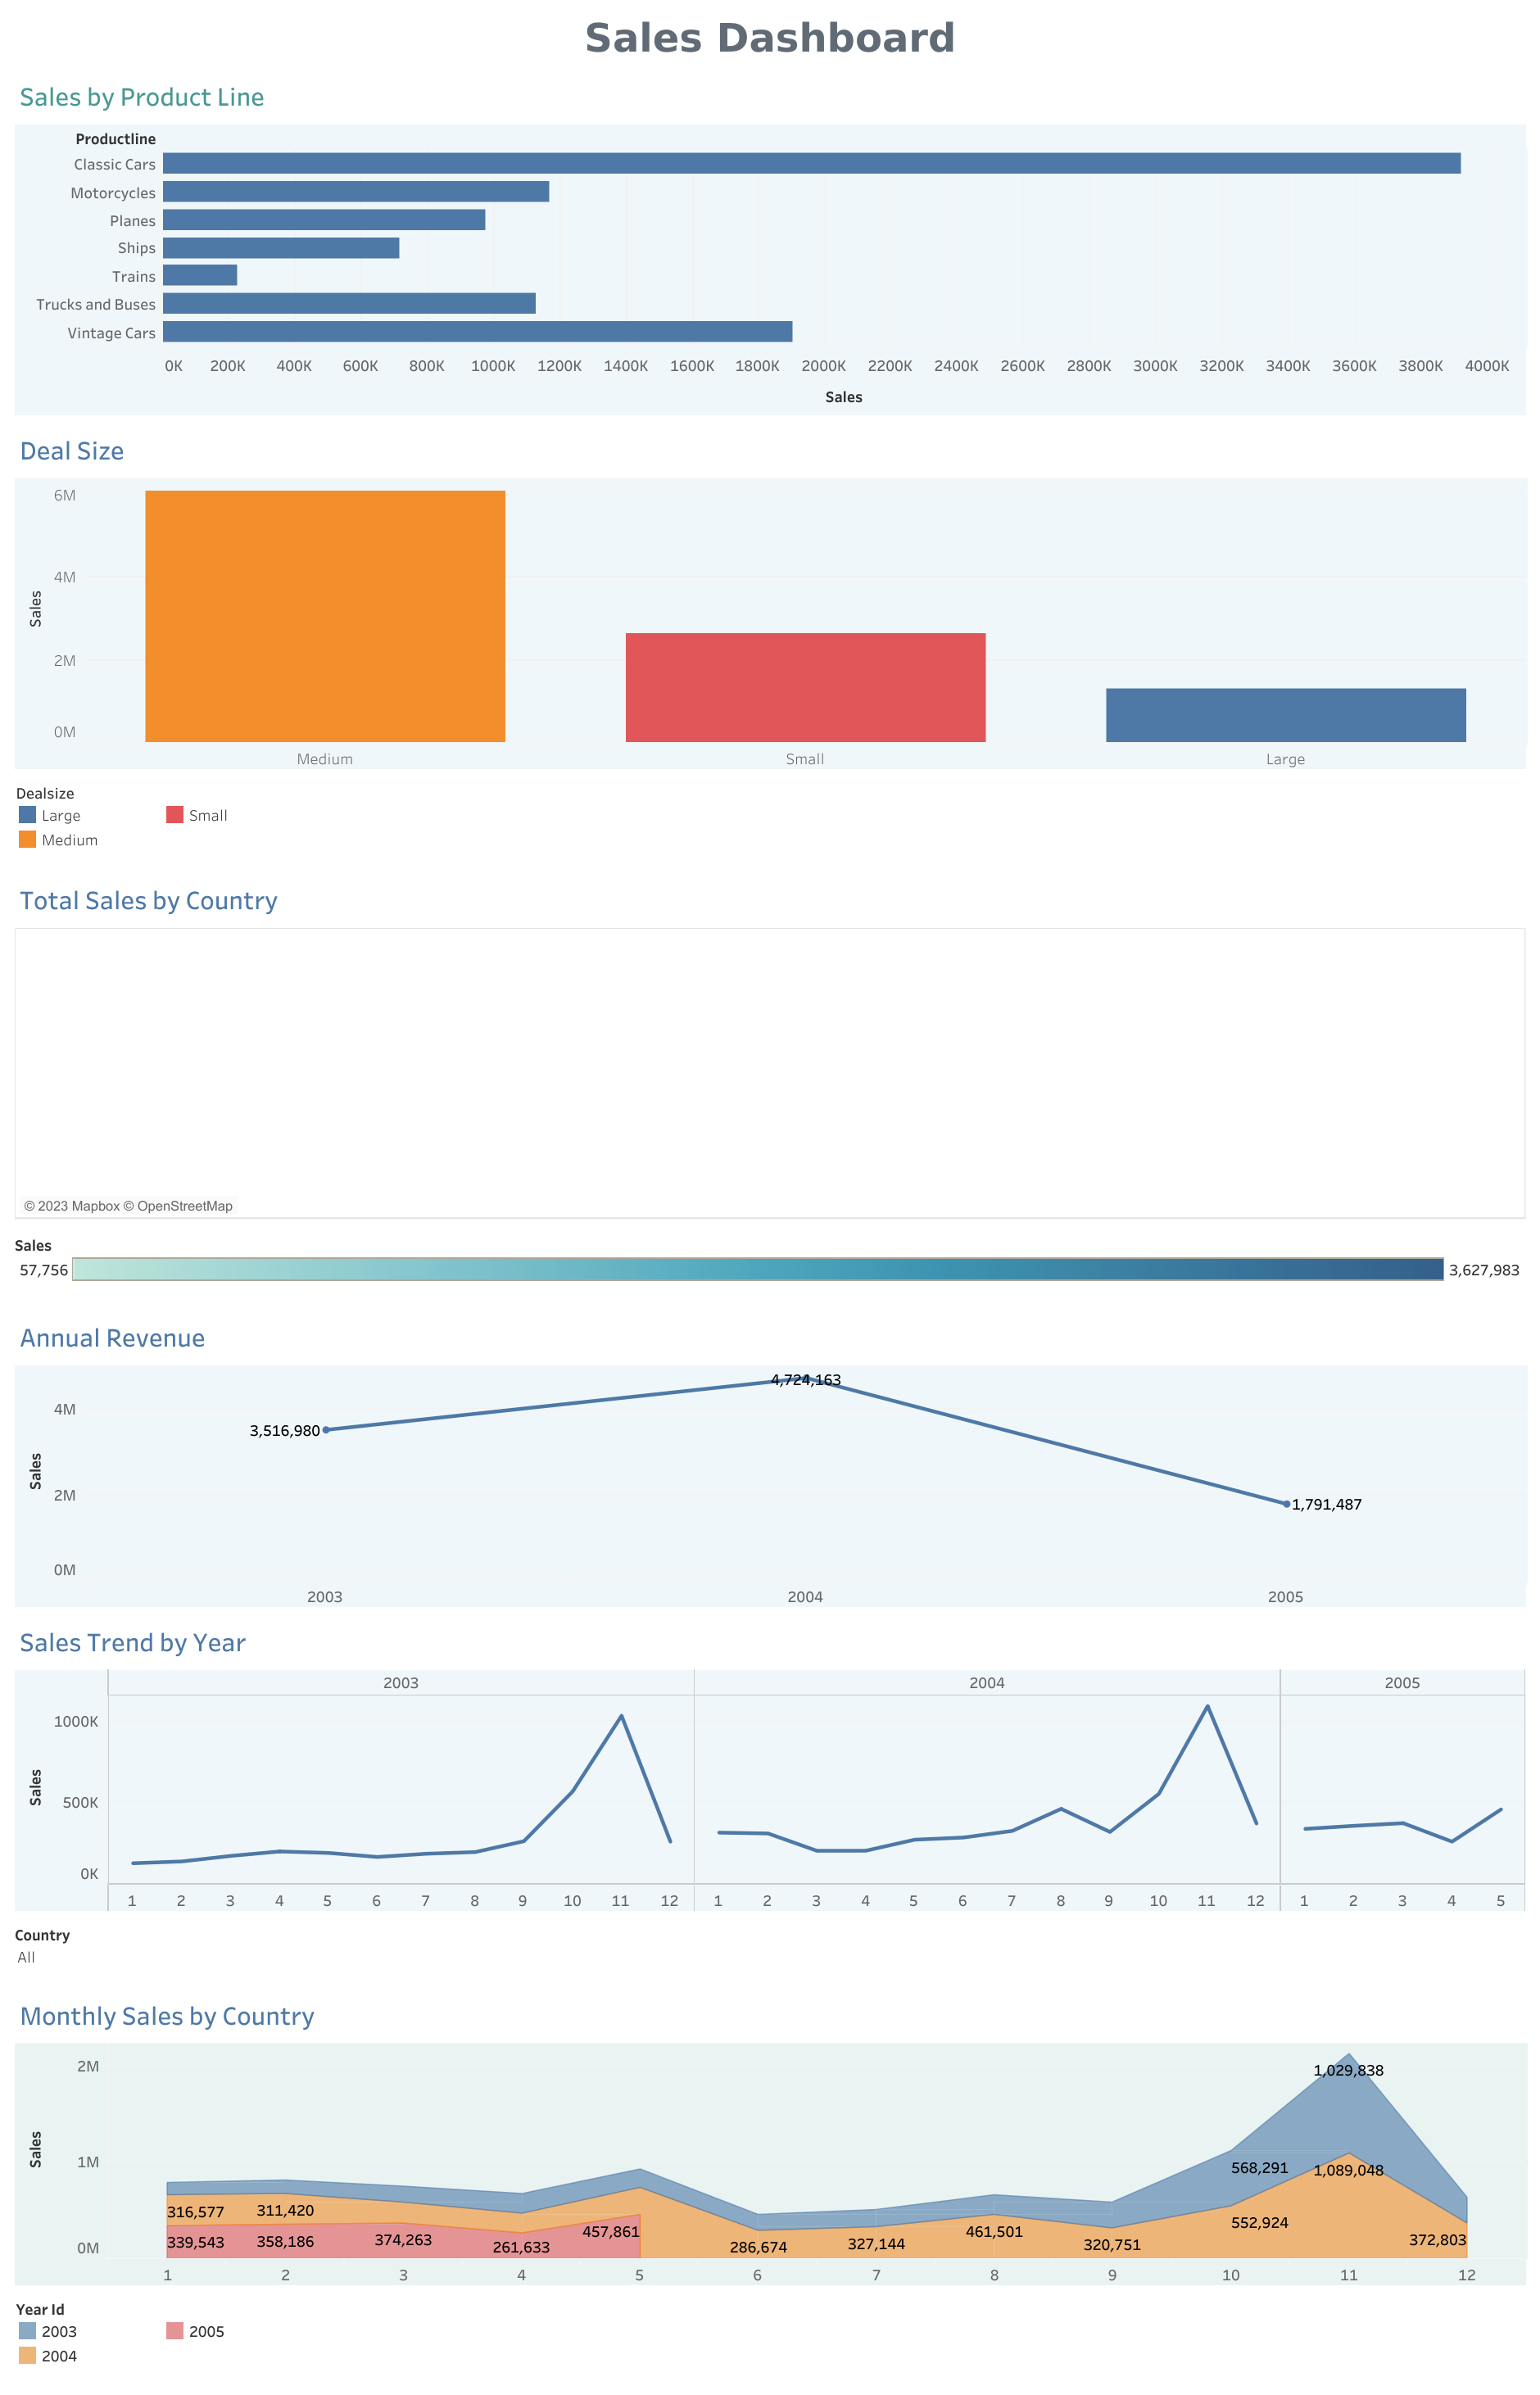 Sales Dashboard
Sales by Product Line
Productline
Classic Cars
Motorcycles
Planes
Ships
Trains
Trucks and Buses
Vintage Cars
0K 200K 400K 600K 800K 1000K 1200K 1400K 1600K 1800K 2000K 2200K 2400K 2600K 2800K 3000K 3200K 3400K 3600K 3800K 4000K
Sales
Deal Size
6M
4M
2M
0M
Sales
Medium Small Large
Dealsize
Large Small
Medium
Total Sales by Country
© 2023 Mapbox © OpenStreetMap
Sales
57,756 3,627,983
Annual Revenue
4,724,163
4M
3,516,980
Sales
2M
1,791,487
0M
2003 2004 2005
Sales Trend by Year
2003 2004 2005
1000K
Sales
500K
0K
1 2 3 4 5 6 7 8 9 10 11 12 1 2 3 4 5 6 7 8 9 10 11 12 1 2 3 4 5
Country
All
Monthly Sales by Country
2M
1,029,838
Sales
1M
568,291 1,089,048
316,577 311,420
552,924
339,543 358,186 374,263 261,633 457,861 286,674 327,144 461,501 320,751 372,803
0M
1 2 3 4 5 6 7 8 9 10 11 12
Year Id
2003 2005
2004